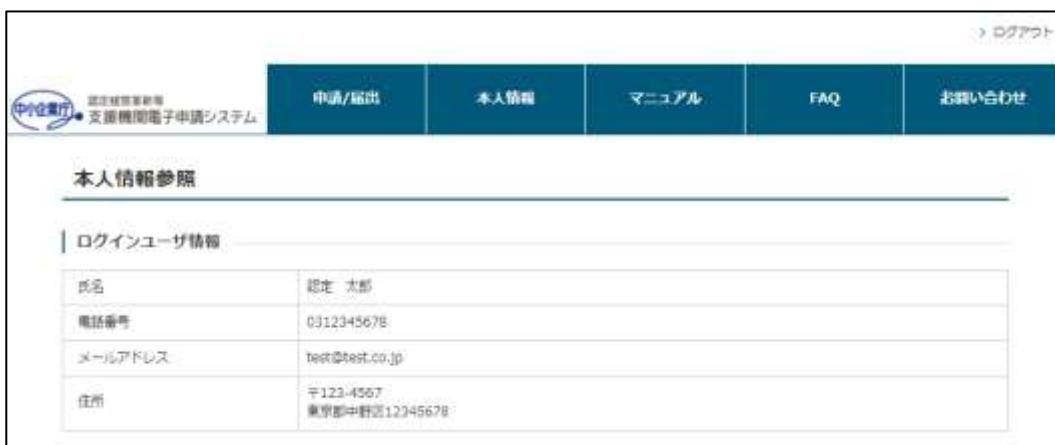 > ログアウト
中小企業庁
認定経営革新等
支援機関電子申請システム
申請/届出
本人情報
マニュアル
FAQ
お問い合わせ
本人情報参照
ログインユーザ情報
氏名
認定 太郎
電話番号
0312345678
メールアドレス
test@test.co.jp
住所
〒123-4567
東京都中野区12345678